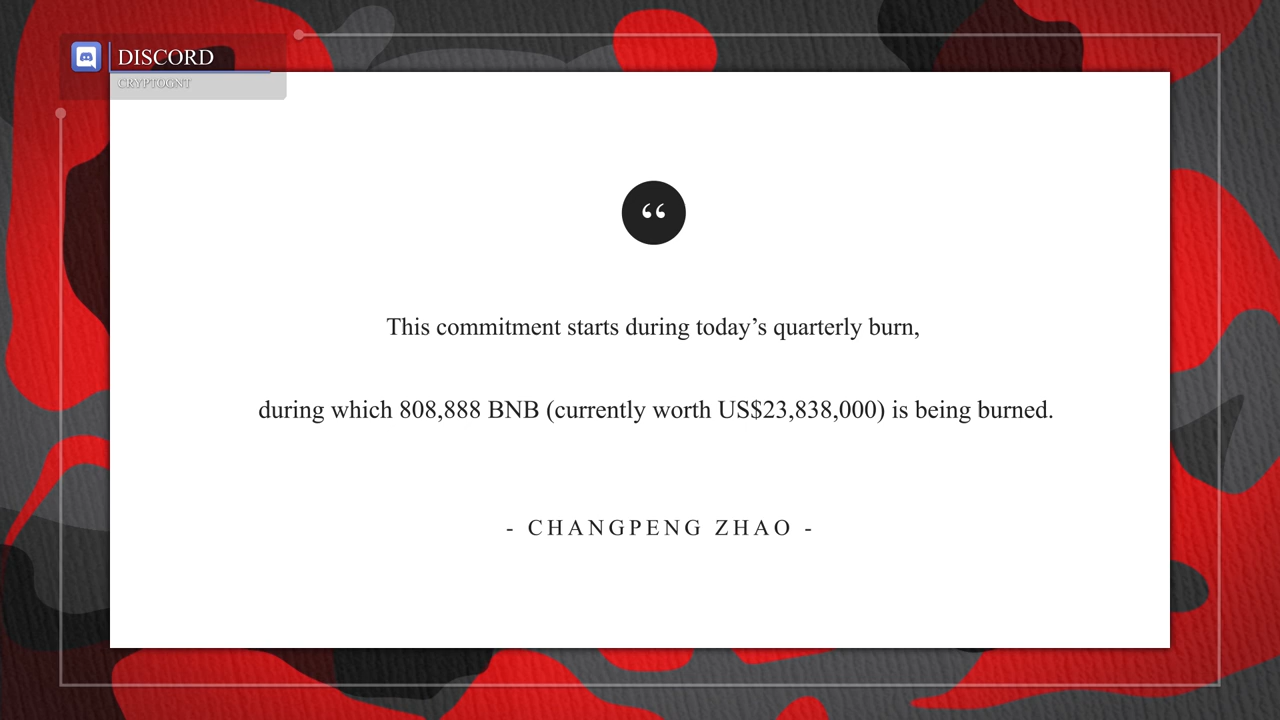 DISCORD
CRYPTOGNT
“
This commitment starts during today’s quarterly burn,
during which 808,888 BNB (currently worth US$23,838,000) is being burned.
- CHANGPENG ZHAO -